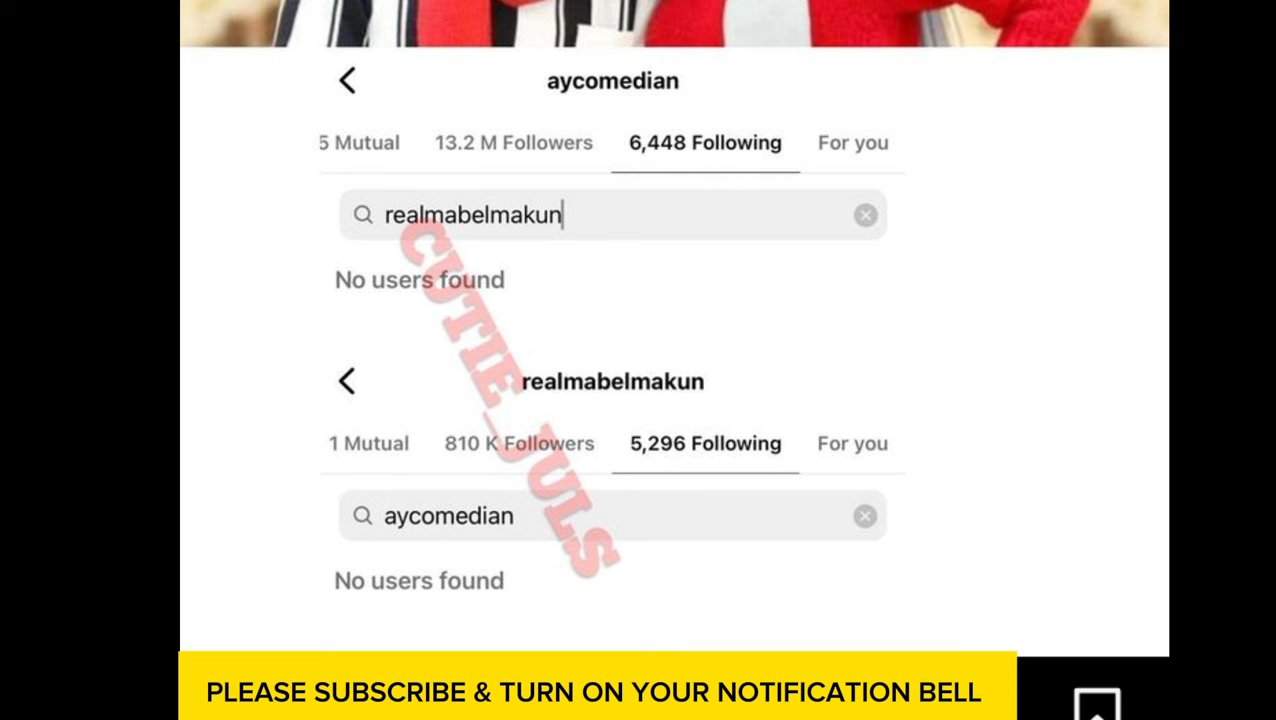 aycomedian
5 Mutual 13.2 M Followers 6,448 Following For you
realmabelmakun
No users found
realmabelmakun
1 Mutual 810 K Followers 5,296 Following For you
aycomedian
No users found
CUTIE_JULS
PLEASE SUBSCRIBE & TURN ON YOUR NOTIFICATION BELL